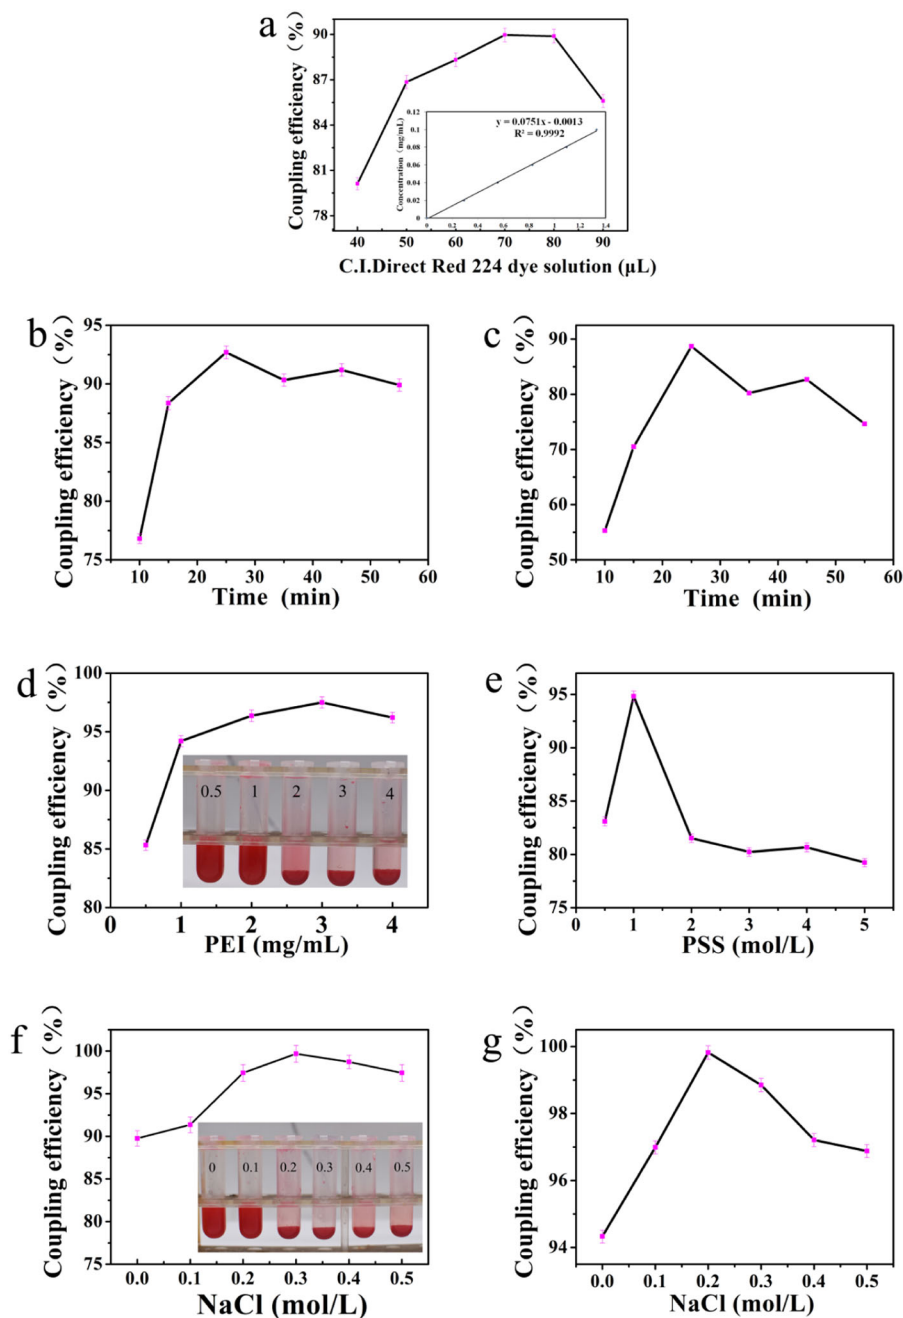 a
Coupling efficiency（%）
90
87
84
81
78
40 50 60 70 80 90
C.I.Direct Red 224 dye solution (μL)
y = 0.0751x - 0.0013
R² = 0.9992
Concentration（mg/mL）
0.12
0.1
0.08
0.06
0.04
0.02
0
0 0.2 0.4 0.6 0.8 1 1.2 1.4
b
Coupling efficiency（%）
95
90
85
80
75
10 20 30 40 50 60
Time (min)
c
Coupling efficiency（%）
90
80
70
60
50
10 20 30 40 50 60
Time (min)
d
Coupling efficiency（%）
100
95
90
85
80
0 1 2 3 4
PEI (mg/mL)
0.5 1 2 3 4
e
Coupling efficiency（%）
95
90
85
80
75
0 1 2 3 4 5
PSS (mol/L)
f
Coupling efficiency（%）
100
95
90
85
80
75
0.0 0.1 0.2 0.3 0.4 0.5
NaCl (mol/L)
0 0.1 0.2 0.3 0.4 0.5
g
Coupling efficiency（%）
100
98
96
94
0.0 0.1 0.2 0.3 0.4 0.5
NaCl (mol/L)